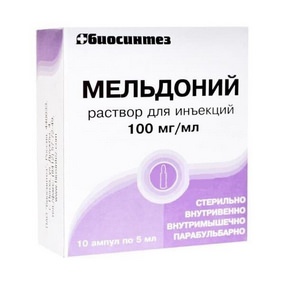 биосинтез
МЕЛЬДОНИЙ
раствор для инъекций
100 мг/мл
СТЕРИЛЬНО
ВНУТРИВЕННО
ВНУТРИМЫШЕЧНО
ПАРАБУЛЬБАРНО
10 ампул по 5 мл